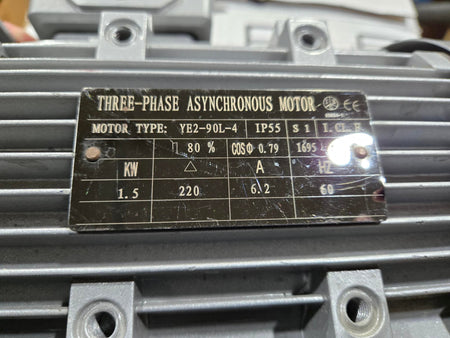 THREE-PHASE ASYNCHRONOUS MOTOR CE
MOTOR TYPE: YE2-90L-4 IP55 S1 I.CL.
η 80 % COSΦ 0.79 1695
KW △ A HZ
1.5 220 6.2 60